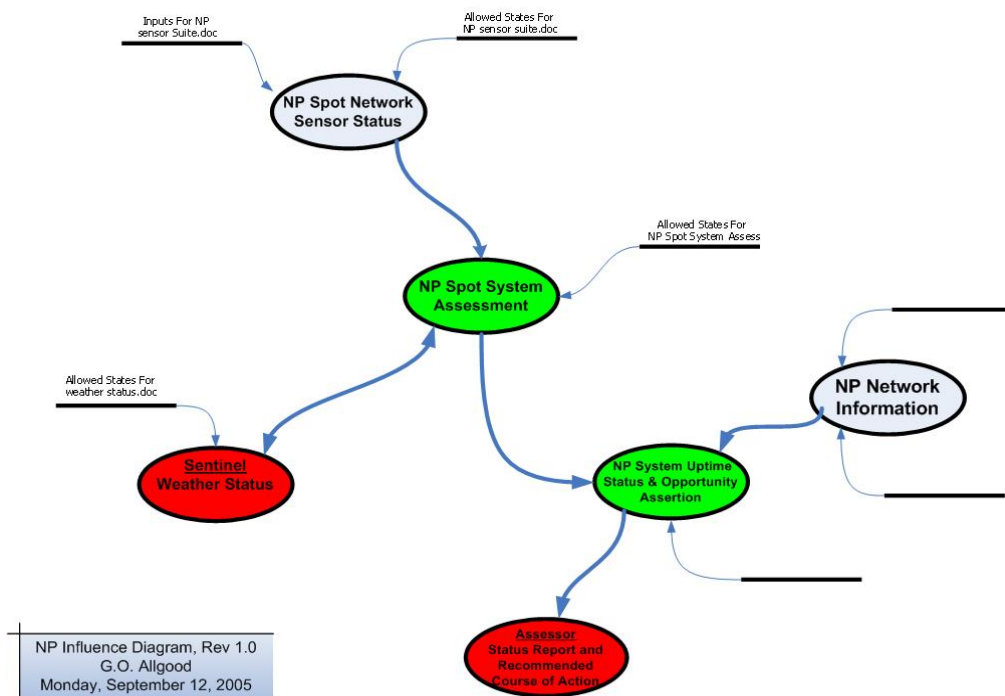 Inputs For NP
sensor Suite.doc
Allowed States For
NP sensor suite.doc
NP Spot Network
Sensor Status
Allowed States For
NP Spot System Assess
NP Spot System
Assessment
Allowed States For
weather status.doc
NP Network
Information
Sentinel
Weather Status
NP System Uptime
Status & Opportunity
Assertion
Assessor
Status Report and
Recommended
Course of Action
NP Influence Diagram, Rev 1.0
G.O. Allgood
Monday, September 12, 2005